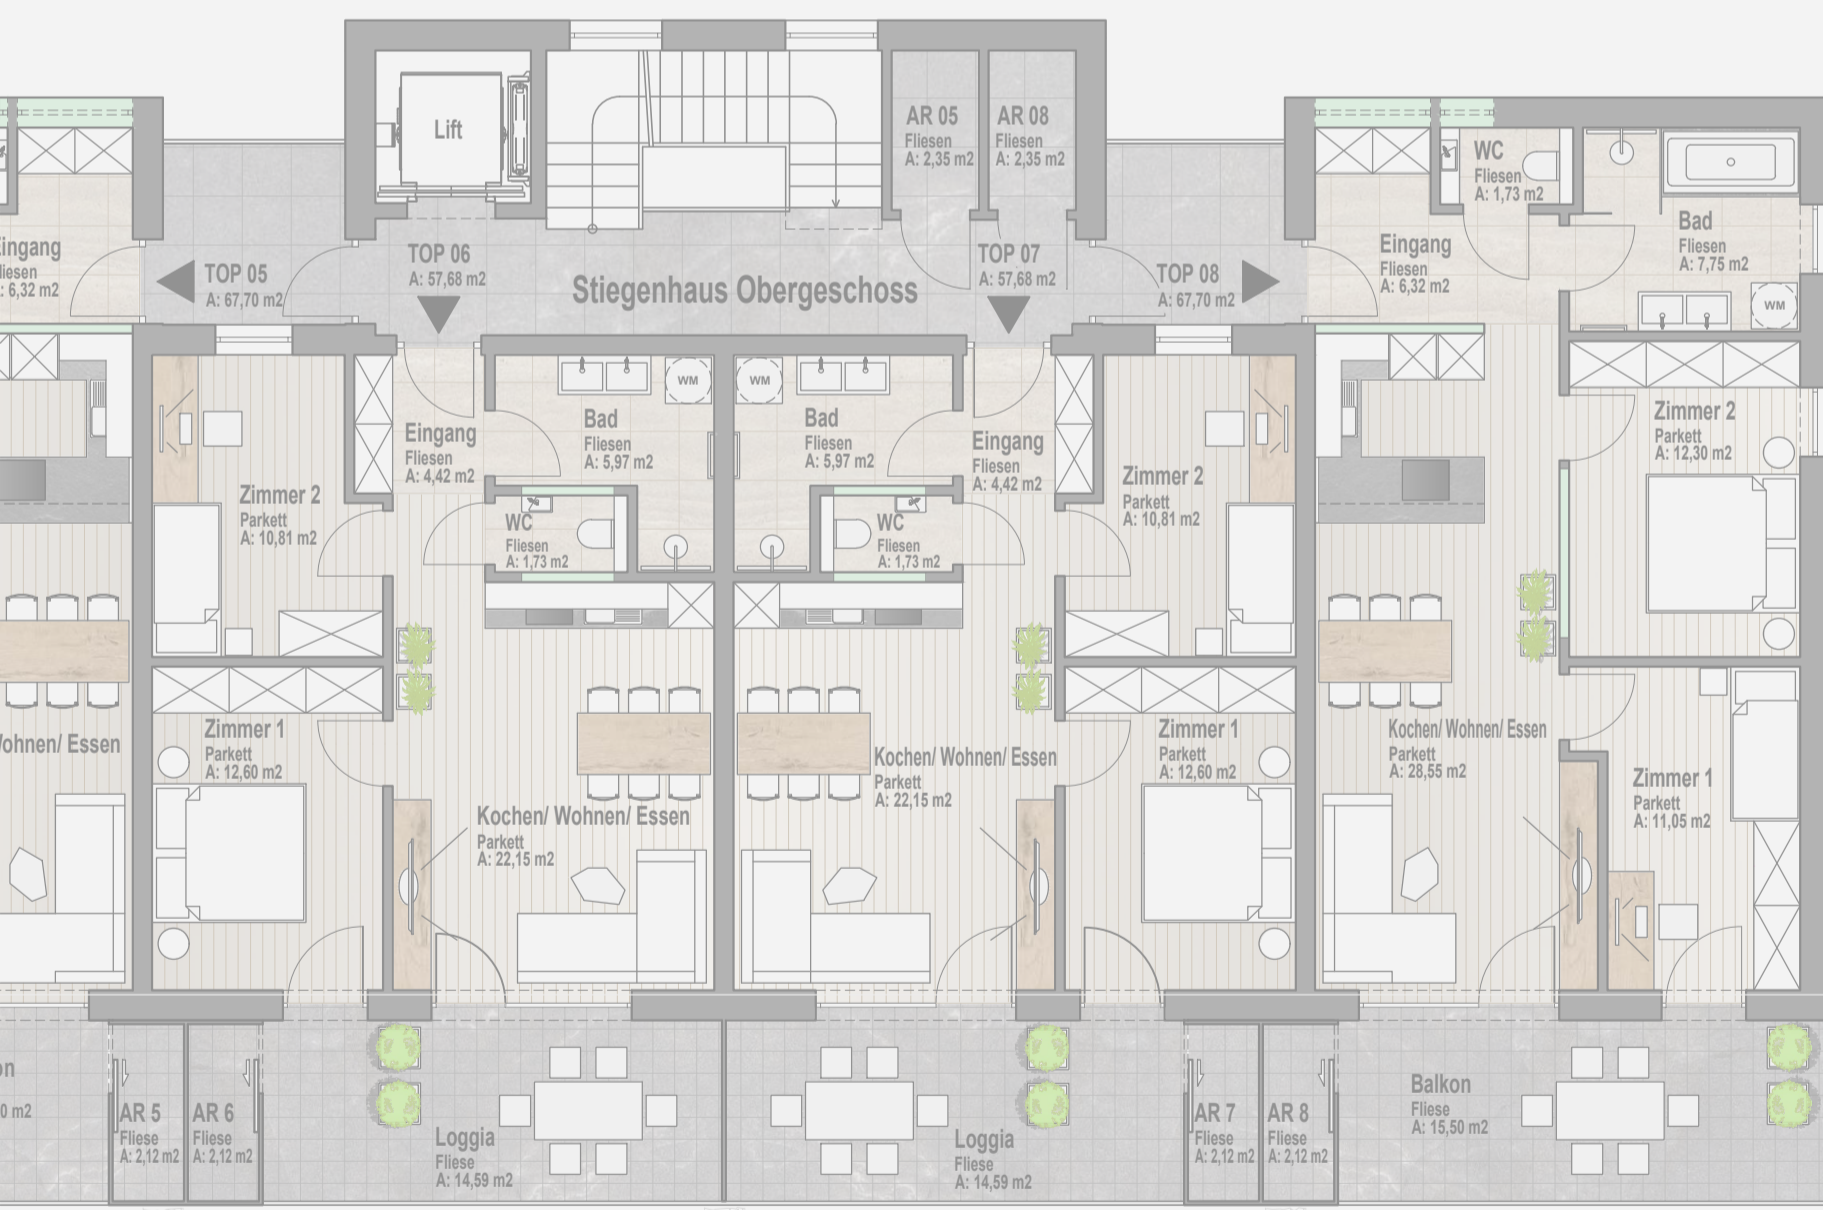 Lift
AR 05
Fliesen
A: 2,35 m2
AR 08
Fliesen
A: 2,35 m2
WC
Fliesen
A: 1,73 m2
Bad
Fliesen
A: 7,75 m2
WM
Eingang
Fliesen
A: 6,32 m2
Eingang
liesen
: 6,32 m2
TOP 05
A: 67,70 m2
TOP 06
A: 57,68 m2
Stiegenhaus Obergeschoss
TOP 07
A: 57,68 m2
TOP 08
A: 67,70 m2
Zimmer 2
Parkett
A: 10,81 m2
Eingang
Fliesen
A: 4,42 m2
Bad
Fliesen
A: 5,97 m2
WM
WM
Bad
Fliesen
A: 5,97 m2
Eingang
Fliesen
A: 4,42 m2
Zimmer 2
Parkett
A: 10,81 m2
Zimmer 2
Parkett
A: 12,30 m2
WC
Fliesen
A: 1,73 m2
WC
Fliesen
A: 1,73 m2
ohnen/ Essen
Zimmer 1
Parkett
A: 12,60 m2
Kochen/ Wohnen/ Essen
Parkett
A: 22,15 m2
Kochen/ Wohnen/ Essen
Parkett
A: 22,15 m2
Zimmer 1
Parkett
A: 12,60 m2
Kochen/ Wohnen/ Essen
Parkett
A: 28,55 m2
Zimmer 1
Parkett
A: 11,05 m2
on
0 m2
AR 5
Fliese
A: 2,12 m2
AR 6
Fliese
A: 2,12 m2
Loggia
Fliese
A: 14,59 m2
Loggia
Fliese
A: 14,59 m2
AR 7
Fliese
A: 2,12 m2
AR 8
Fliese
A: 2,12 m2
Balkon
Fliese
A: 15,50 m2